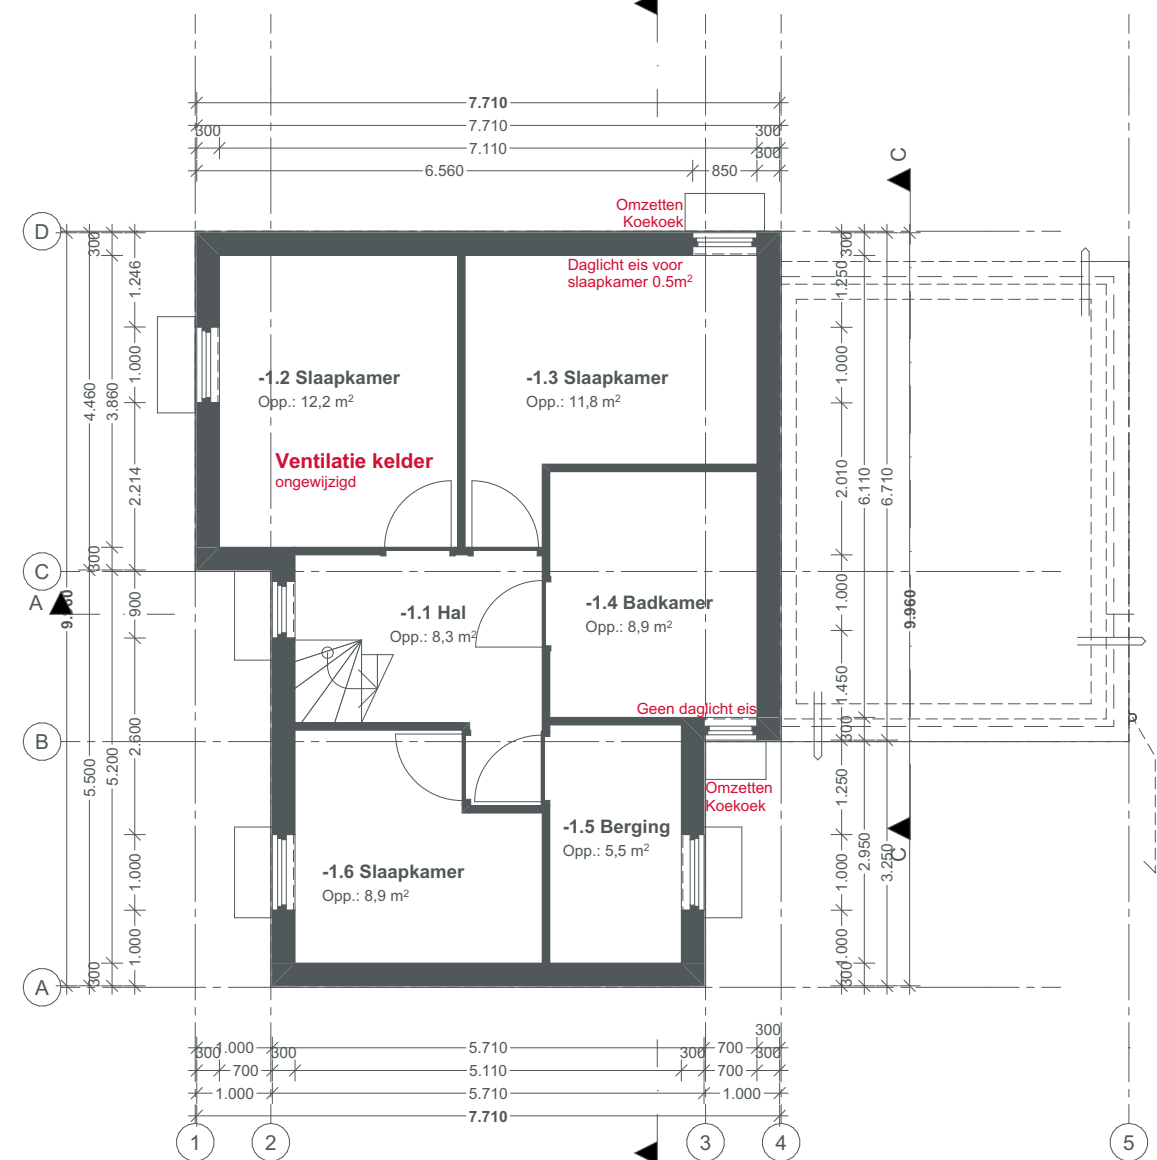 7.710
7.710
300
300
7.110
300
6.560
850
C
Omzetten
Koekoek
D
Daglicht eis voor
slaapkamer 0.5m²
300
1.246
1.000
2.214
4.460
3.860
300
300
1.250
1.000
2.010
6.110
6.710
-1.2 Slaapkamer
Opp.: 12,2 m²
-1.3 Slaapkamer
Opp.: 11,8 m²
Ventilatie kelder
ongewijzigd
C
A
9.960
900
-1.1 Hal
Opp.: 8,3 m²
-1.4 Badkamer
Opp.: 8,9 m²
1.000
9.960
1.450
300
Geen daglicht eis
B
2.600
5.500
5.200
Omzetten
Koekoek
1.250
-1.5 Berging
Opp.: 5,5 m²
-1.6 Slaapkamer
Opp.: 8,9 m²
2.950
3.250
C
1.000
1.000
1.000
1.000
300
300
A
300
1.000
300
5.710
300
700
300
700
5.110
700
1.000
5.710
1.000
7.710
1
2
3
4
5